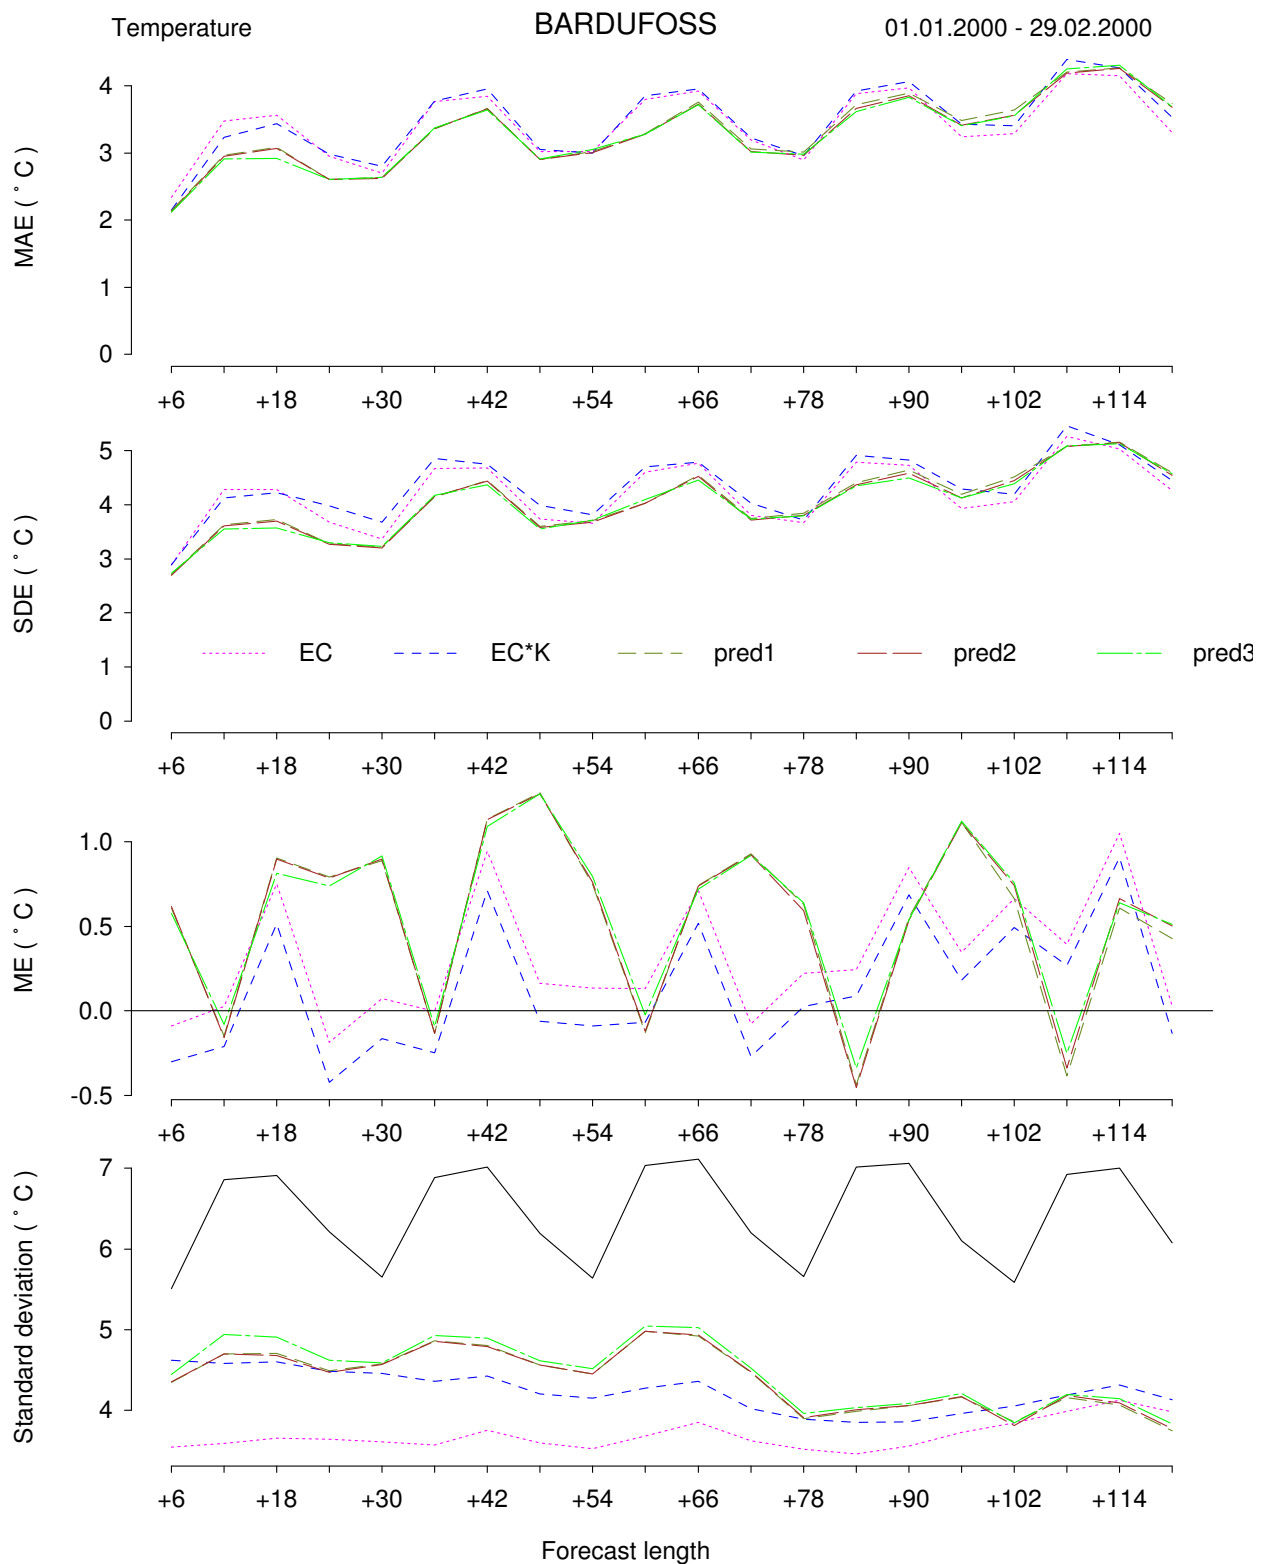 Temperature BARDUFOSS 01.01.2000 - 29.02.2000
MAE ( ° C )
4
3
2
1
0
+6 +18 +30 +42 +54 +66 +78 +90 +102 +114
SDE ( ° C )
5
4
3
2
1
0
EC EC*K pred1 pred2 pred3
+6 +18 +30 +42 +54 +66 +78 +90 +102 +114
ME ( ° C )
1.0
0.5
0.0
-0.5
+6 +18 +30 +42 +54 +66 +78 +90 +102 +114
Standard deviation ( ° C )
7
6
5
4
+6 +18 +30 +42 +54 +66 +78 +90 +102 +114
Forecast length